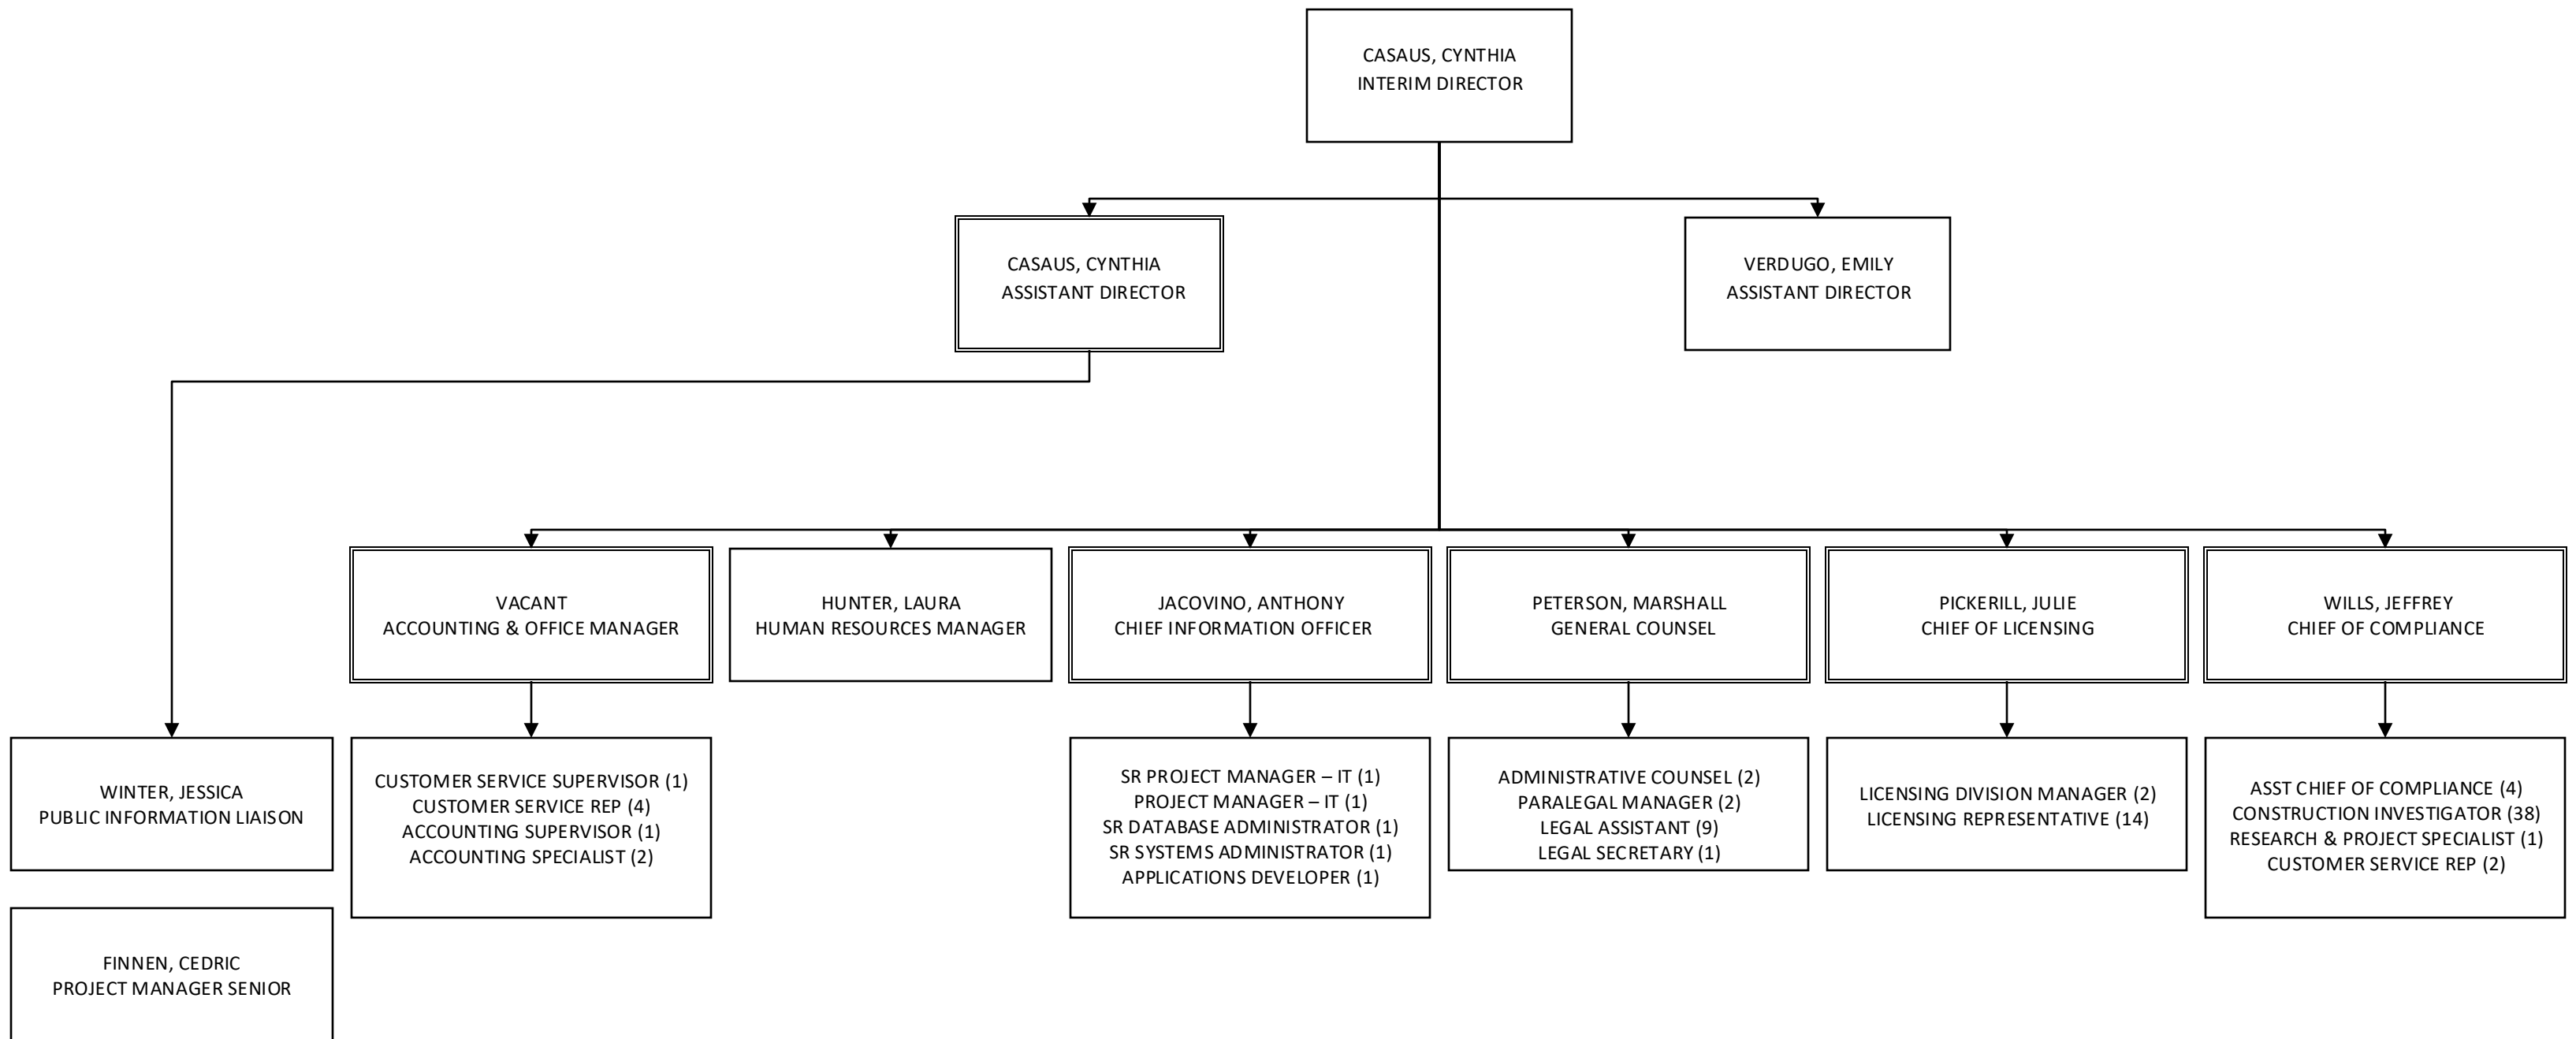 CASAUS, CYNTHIA
INTERIM DIRECTOR
CASAUS, CYNTHIA
ASSISTANT DIRECTOR
VERDUGO, EMILY
ASSISTANT DIRECTOR
VACANT
ACCOUNTING & OFFICE MANAGER
HUNTER, LAURA
HUMAN RESOURCES MANAGER
JACOVINO, ANTHONY
CHIEF INFORMATION OFFICER
PETERSON, MARSHALL
GENERAL COUNSEL
PICKERILL, JULIE
CHIEF OF LICENSING
WILLS, JEFFREY
CHIEF OF COMPLIANCE
WINTER, JESSICA
PUBLIC INFORMATION LIAISON
CUSTOMER SERVICE SUPERVISOR (1)
CUSTOMER SERVICE REP (4)
ACCOUNTING SUPERVISOR (1)
ACCOUNTING SPECIALIST (2)
SR PROJECT MANAGER – IT (1)
PROJECT MANAGER – IT (1)
SR DATABASE ADMINISTRATOR (1)
SR SYSTEMS ADMINISTRATOR (1)
APPLICATIONS DEVELOPER (1)
ADMINISTRATIVE COUNSEL (2)
PARALEGAL MANAGER (2)
LEGAL ASSISTANT (9)
LEGAL SECRETARY (1)
LICENSING DIVISION MANAGER (2)
LICENSING REPRESENTATIVE (14)
ASST CHIEF OF COMPLIANCE (4)
CONSTRUCTION INVESTIGATOR (38)
RESEARCH & PROJECT SPECIALIST (1)
CUSTOMER SERVICE REP (2)
FINNEN, CEDRIC
PROJECT MANAGER SENIOR